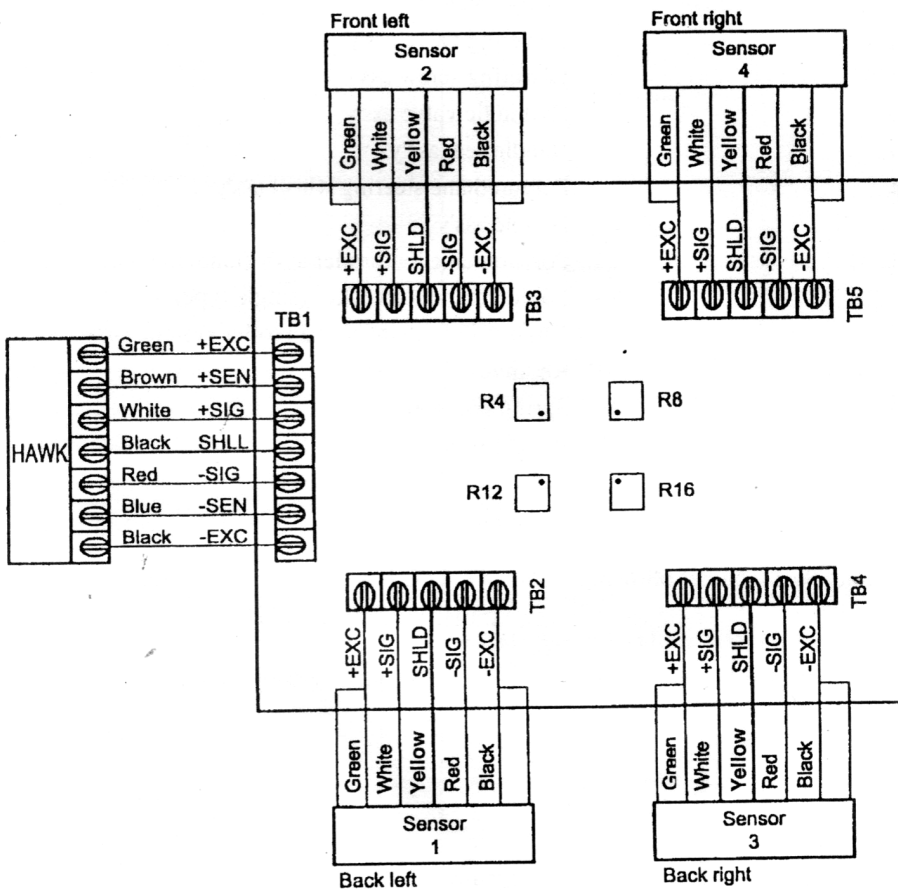 Front left
Sensor
2
Green White Yellow Red Black
+EXC +SIG SHLD -SIG -EXC
TB3
Front right
Sensor
4
Green White Yellow Red Black
+EXC +SIG SHLD -SIG -EXC
TB5
TB1
HAWK
Green +EXC
Brown +SEN
White +SIG
Black SHLL
Red -SIG
Blue -SEN
Black -EXC
R4
R8
R12
R16
TB2
+EXC +SIG SHLD -SIG -EXC
Green White Yellow Red Black
Sensor
1
Back left
TB4
+EXC +SIG SHLD -SIG -EXC
Green White Yellow Red Black
Sensor
3
Back right